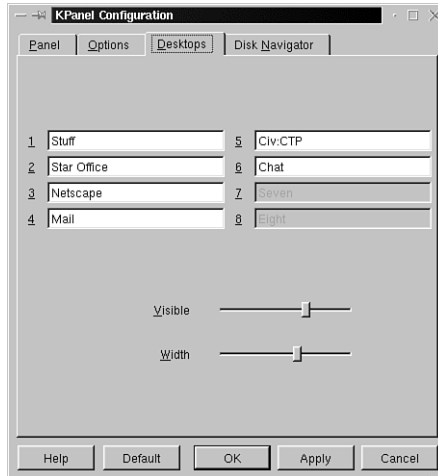 KPanel Configuration
Panel Options Desktops Disk Navigator
1 Stuff 5 Civ:CTP
2 Star Office 6 Chat
3 Netscape 7 Seven
4 Mail 8 Eight
Visible
Width
Help Default OK Apply Cancel